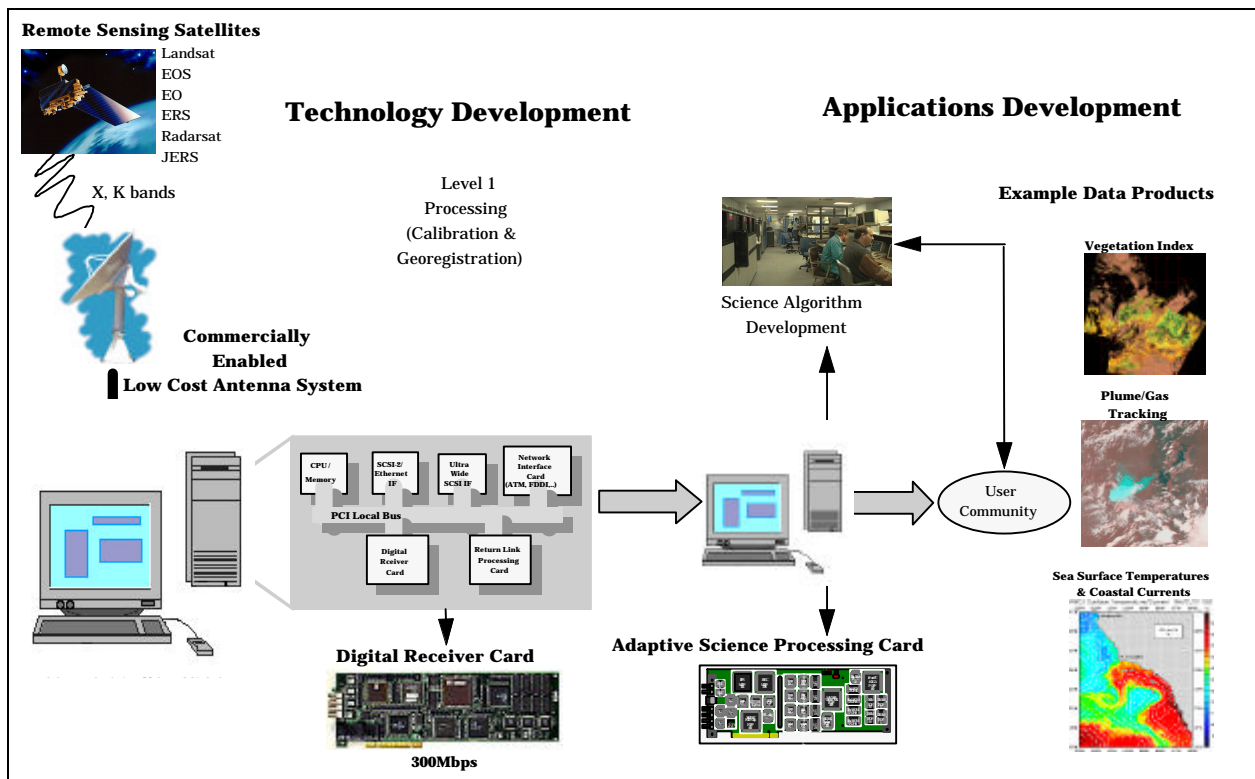 Remote Sensing Satellites
Landsat
EOS
EO
ERS
Radarsat
JERS
X, K bands
Technology Development
Applications Development
Level 1
Processing
(Calibration &
Georegistration)
Example Data Products
Vegetation Index
Science Algorithm
Development
Commercially
Enabled
Low Cost Antenna System
Plume/Gas
Tracking
CPU/
Memory
SCSI-2/
Ethernet
IF
Ultra
Wide
SCSI IF
Network
Interface
Card
(ATM, FDDI,..)
PCI Local Bus
Digital
Rceiver
Card
Return Link
Processing
Card
User
Community
Sea Surface Temperatures
& Coastal Currents
Digital Receiver Card
300Mbps
Adaptive Science Processing Card